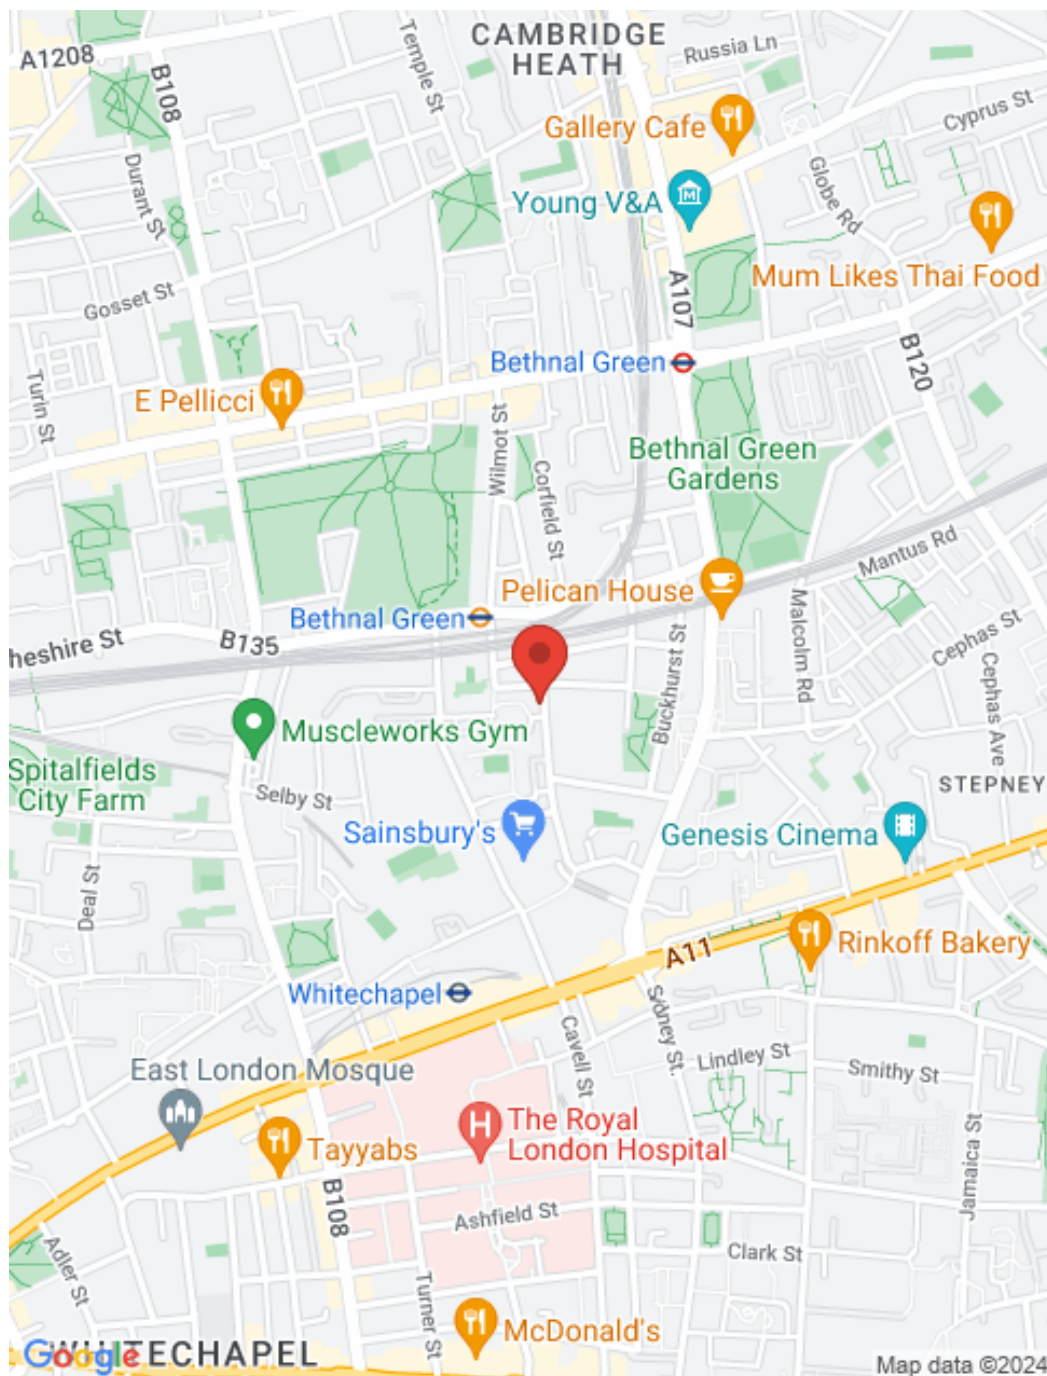 CAMBRIDGE
HEATH
A1208
B108
Temple St
Russia Ln
Cyprus St
Gallery Cafe
Durant St
Young V&A
Globe Rd
Mum Likes Thai Food
Gosset St
A107
B120
Bethnal Green
Turin St
E Pellicci
Wilmot St
Corfield St
Bethnal Green
Gardens
Mantus Rd
Pelican House
Bethnal Green
Malcolm Rd
Cephas St
Cephas Ave
heshire St
B135
Buckhurst St
Muscleworks Gym
Spitalfields
City Farm
Selby St
STEPNEY
Sainsbury's
Genesis Cinema
Deal St
Rinkoff Bakery
A11
Whitechapel
Sidney St.
Cavell St
Lindley St
Smithy St
East London Mosque
The Royal
London Hospital
Tayyabs
Jamaica St
B108
Ashfield St
Clark St
Adler St
Turner St
McDonald's
WHITECHAPEL
Google
Map data ©2024